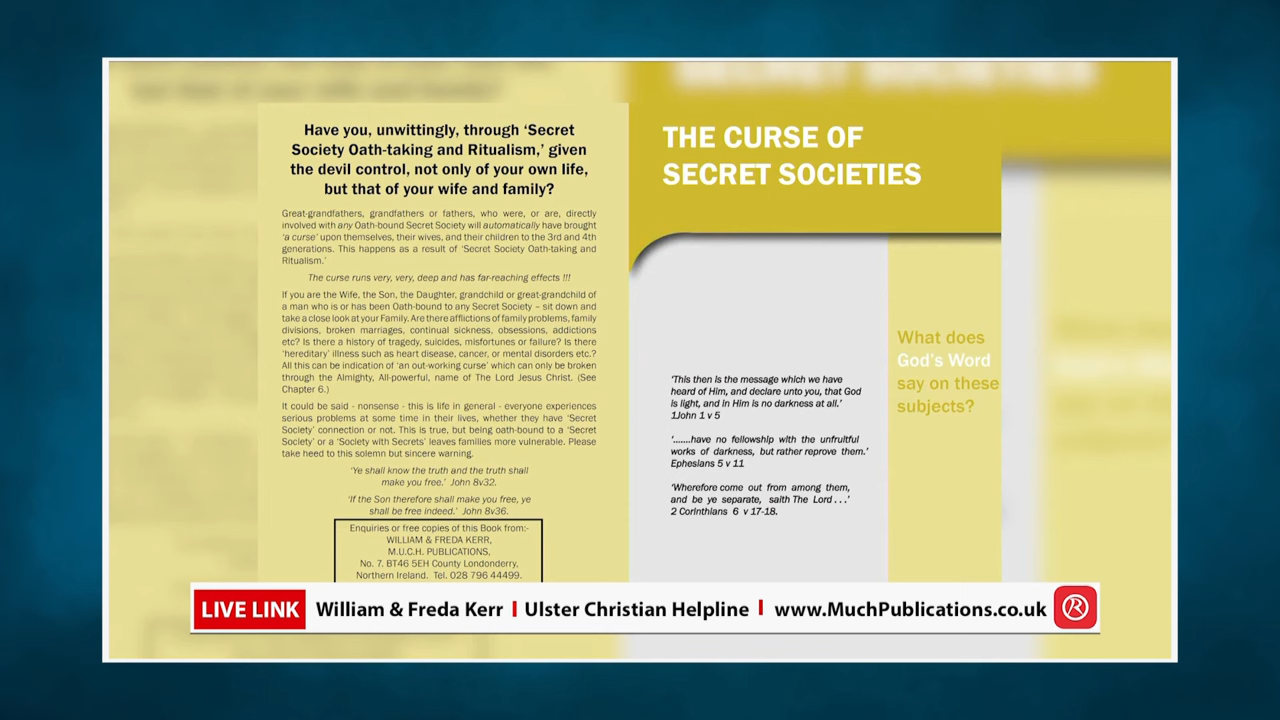 Have you, unwittingly, through ‘Secret
Society Oath-taking and Ritualism,’ given
the devil control, not only of your own life,
but that of your wife and family?
Great-grandfathers, grandfathers or fathers, who were, or are, directly
involved with any Oath-bound Secret Society will automatically have brought
‘a curse’ upon themselves, their wives, and their children to the 3rd and 4th
generations. This happens as a result of ‘Secret Society Oath-taking and
Ritualism.’
The curse runs very, very, deep and has far-reaching effects !!!
If you are the Wife, the Son, the Daughter, grandchild or great-grandchild of
a man who is or has been Oath-bound to any Secret Society – sit down and
take a close look at your Family. Are there afflictions of family problems, family
divisions, broken marriages, continual sickness, obsessions, addictions
etc? Is there a history of tragedy, suicides, misfortunes or failure? Is there
‘hereditary’ illness such as heart disease, cancer, or mental disorders etc.?
All this can be indication of ‘an out-working curse’ which can only be broken
through the Almighty, All-powerful, name of The Lord Jesus Christ. (See
Chapter 6.)
It could be said - nonsense - this is life in general - everyone experiences
serious problems at some time in their lives, whether they have ‘Secret
Society’ connection or not. This is true, but being oath-bound to a ‘Secret
Society’ or a ‘Society with Secrets’ leaves families more vulnerable. Please
take heed to this solemn but sincere warning.
‘Ye shall know the truth and the truth shall
make you free.’ John 8v32.
‘If the Son therefore shall make you free, ye
shall be free indeed.’ John 8v36.
Enquiries or free copies of this Book from:-
WILLIAM & FREDA KERR,
M.U.C.H. PUBLICATIONS,
No. 7. BT46 5EH County Londonderry,
Northern Ireland. Tel. 028 796 44499.
THE CURSE OF
SECRET SOCIETIES
‘This then is the message which we have
heard of Him, and declare unto you, that God
is light, and in Him is no darkness at all.’
1John 1 v 5
‘......have no fellowship with the unfruitful
works of darkness, but rather reprove them.’
Ephesians 5 v 11
‘Wherefore come out from among them,
and be ye separate, saith The Lord . . .’
2 Corinthians 6 v 17-18.
What does
God’s Word
say on these
subjects?
LIVE LINK William & Freda Kerr | Ulster Christian Helpline | www.MuchPublications.co.uk R